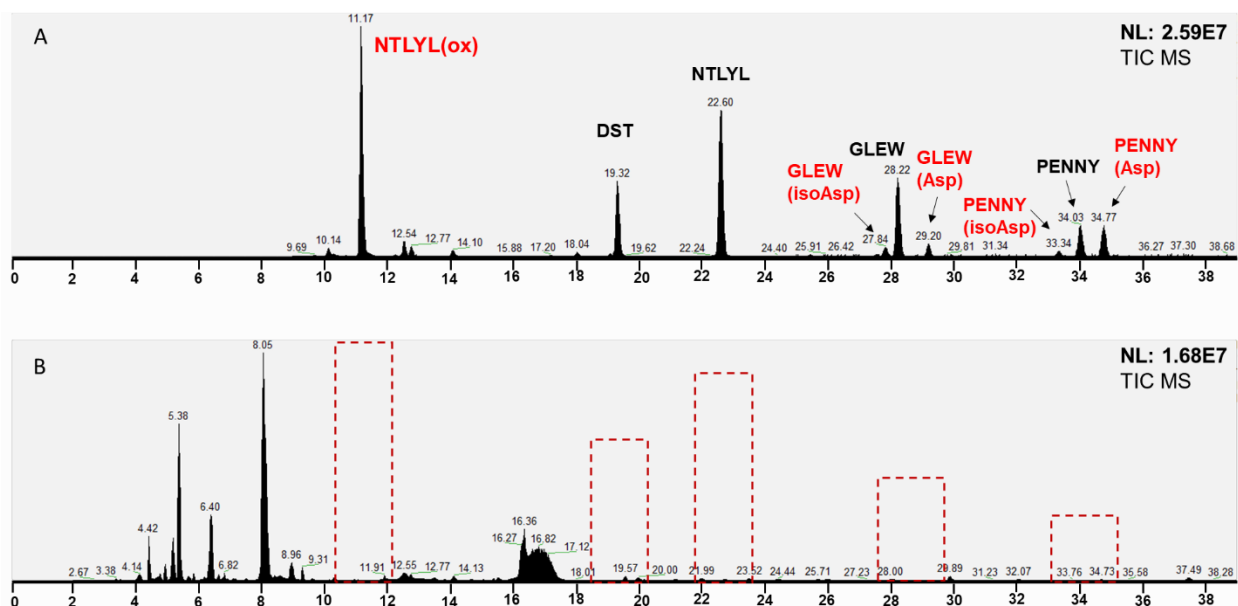 A
NL: 2.59E7
TIC MS
11.17
NTLYL(ox)
NTLYL
22.60
DST
19.32
GLEW
(isoAsp)
GLEW
28.22
GLEW
(Asp)
PENNY
(isoAsp)
PENNY
34.03
PENNY
(Asp)
34.77
9.69 10.14 12.54 12.77 14.10 15.88 17.20 18.04 19.62 22.24 24.40 25.91 26.42 27.84 29.20 29.81 31.34 33.34 36.27 37.30 38.68
0 2 4 6 8 10 12 14 16 18 20 22 24 26 28 30 32 34 36 38
B
NL: 1.68E7
TIC MS
8.05
5.38
6.40
4.42
16.36
16.27 16.82
17.12
2.67 3.38 4.14 6.82 8.96 9.31 11.91 12.55 12.77 14.13 18.01 19.57 20.00 21.99 23.52 24.44 25.71 27.23 28.00 29.89 31.23 32.07 33.76 34.73 35.58 37.49 38.28
0 2 4 6 8 10 12 14 16 18 20 22 24 26 28 30 32 34 36 38